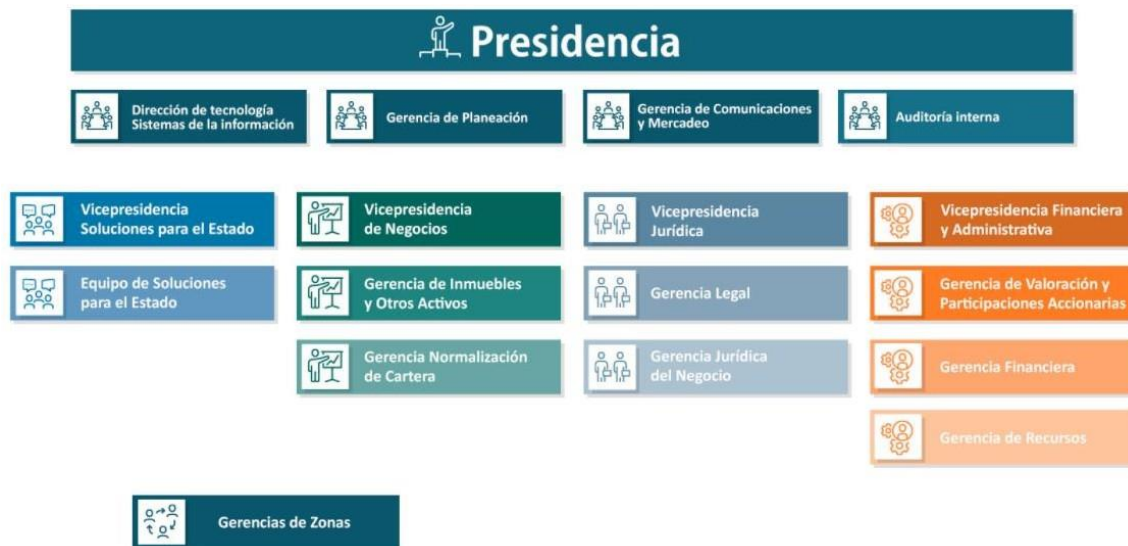 Presidencia
Dirección de tecnología
Sistemas de la información
Gerencia de Planeación
Gerencia de Comunicaciones
y Mercadeo
Auditoría interna
Vicepresidencia
Soluciones para el Estado
Equipo de Soluciones
para el Estado
Vicepresidencia
de Negocios
Gerencia de Inmuebles
y Otros Activos
Gerencia Normalización
de Cartera
Vicepresidencia
Jurídica
Gerencia Legal
Gerencia Jurídica
del Negocio
Vicepresidencia Financiera
y Administrativa
Gerencia de Valoración y
Participaciones Accionarias
Gerencia Financiera
Gerencia de Recursos
Gerencias de Zonas